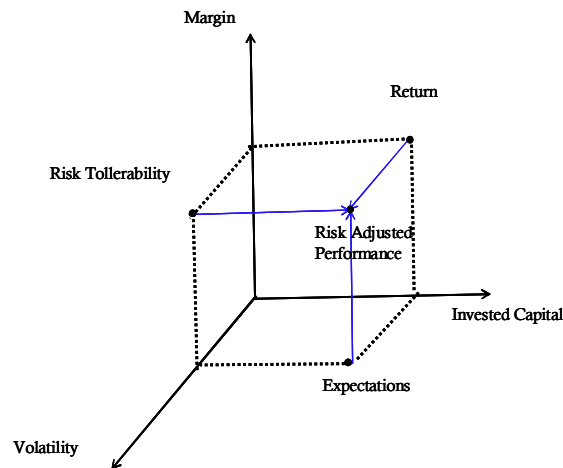 Margin
Return
Risk Tollerability
Risk Adjusted
Performance
Invested Capital
Expectations
Volatility